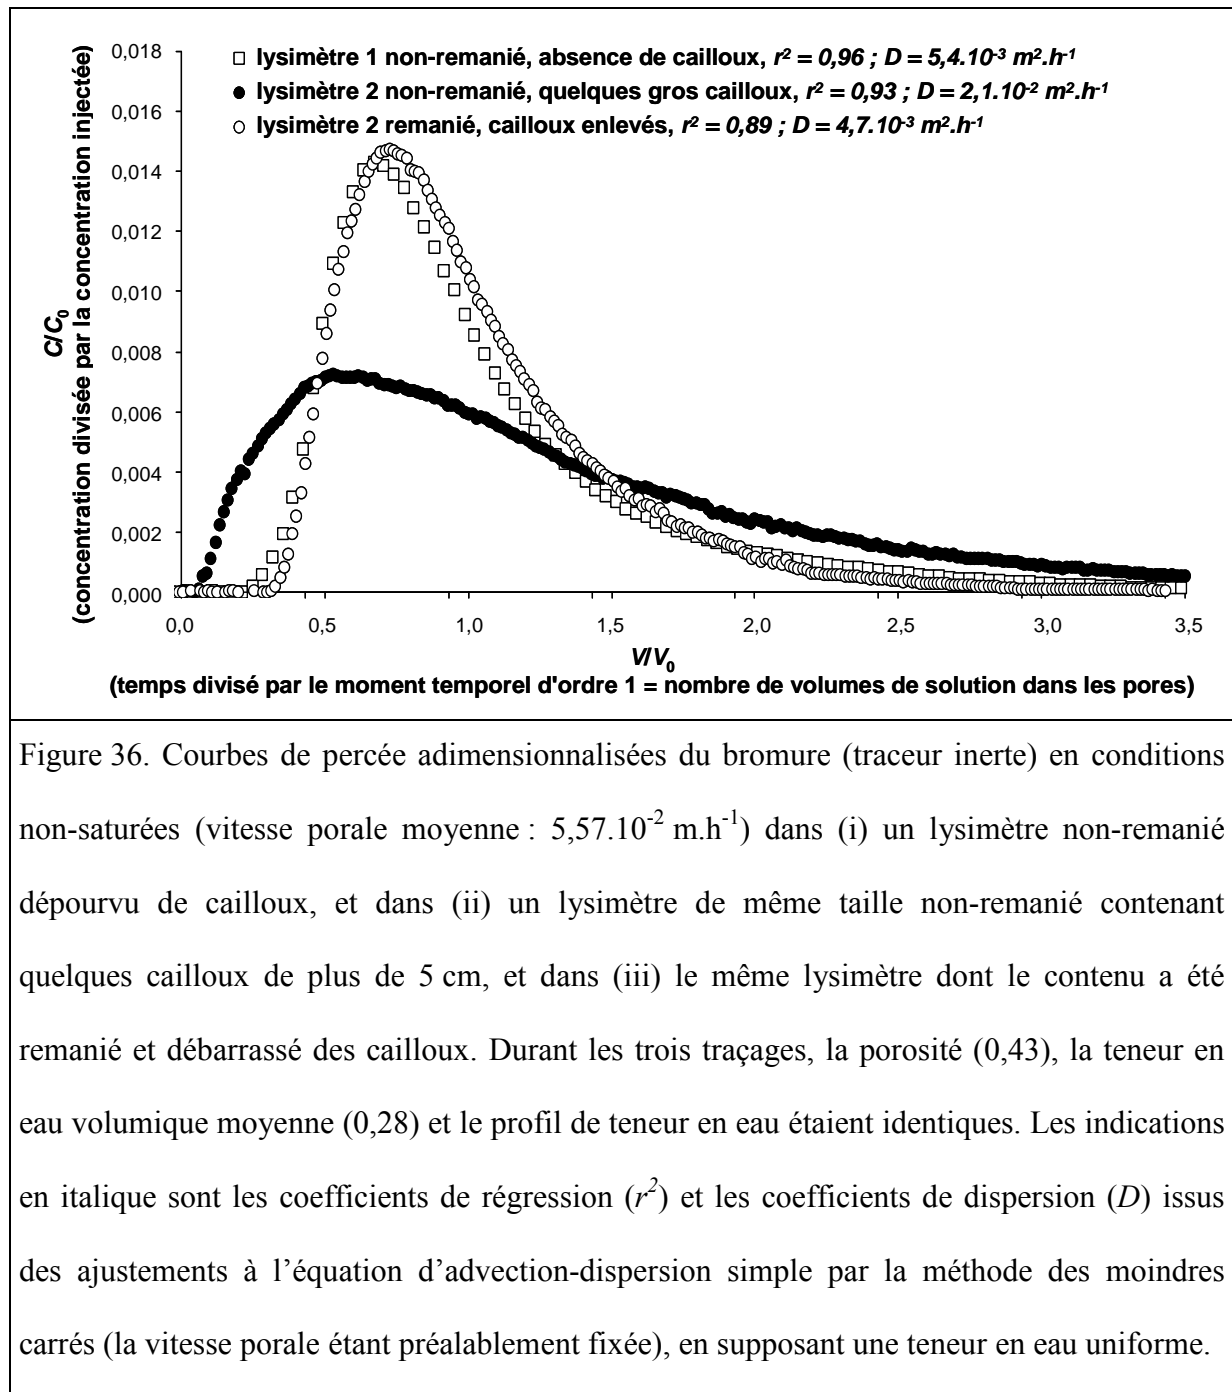 0,018
0,016
0,014
0,012
0,010
0,008
0,006
0,004
0,002
0,000
C/C0
(concentration divisée par la concentration injectée)
lysimètre 1 non-remanié, absence de cailloux, r² = 0,96 ; D = 5,4.10⁻³ m².h⁻¹
lysimètre 2 non-remanié, quelques gros cailloux, r² = 0,93 ; D = 2,1.10⁻² m².h⁻¹
lysimètre 2 remanié, cailloux enlevés, r² = 0,89 ; D = 4,7.10⁻³ m².h⁻¹
0,0 0,5 1,0 1,5 2,0 2,5 3,0 3,5
V/V₀
(temps divisé par le moment temporel d'ordre 1 = nombre de volumes de solution dans les pores)
Figure 36. Courbes de percée adimensionnalisées du bromure (traceur inerte) en conditions
non-saturées (vitesse porale moyenne : 5,57.10⁻² m.h⁻¹) dans (i) un lysimètre non-remanié
dépourvu de cailloux, et dans (ii) un lysimètre de même taille non-remanié contenant
quelques cailloux de plus de 5 cm, et dans (iii) le même lysimètre dont le contenu a été
remanié et débarrassé des cailloux. Durant les trois traçages, la porosité (0,43), la teneur en
eau volumique moyenne (0,28) et le profil de teneur en eau étaient identiques. Les indications
en italique sont les coefficients de régression (r²) et les coefficients de dispersion (D) issus
des ajustements à l'équation d'advection-dispersion simple par la méthode des moindres
carrés (la vitesse porale étant préalablement fixée), en supposant une teneur en eau uniforme.